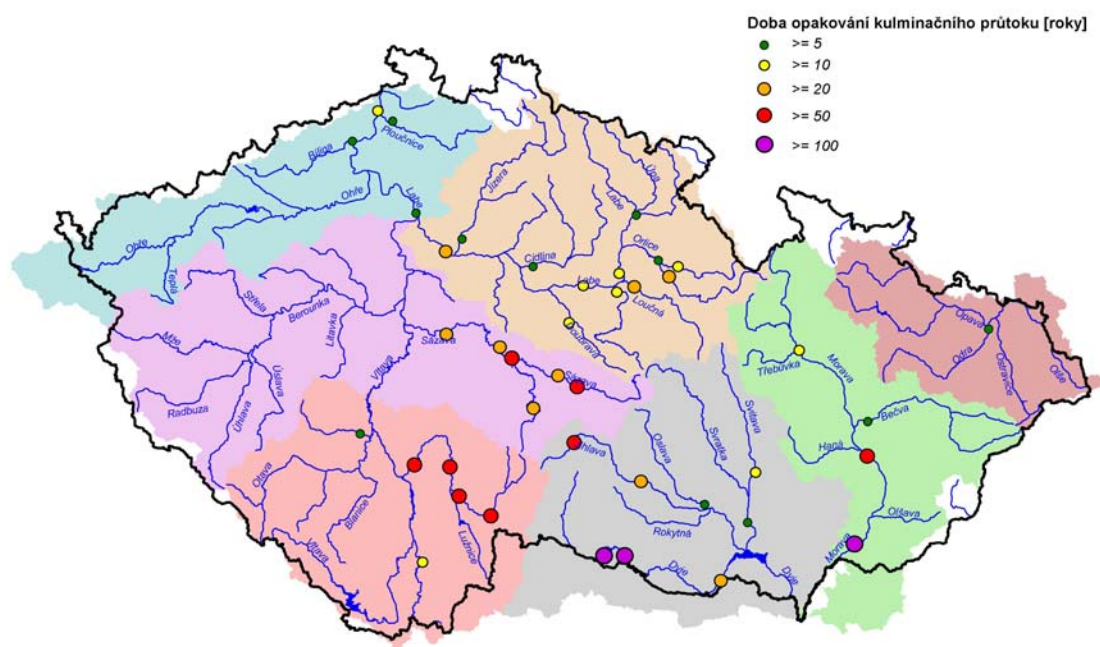 Doba opakování kulminačního průtoku [roky]
>= 5
>= 10
>= 20
>= 50
>= 100
Ploučnice
Bílina
Ohře
Labe
Jizera
Úpa
Labe
Ohře
Teplá
Orlice
Cidlina
Labe
Loučná
Střela
Berounka
Litavka
Doubrava
Sázava
Mže
Vltava
Úslava
Sázava
Radbuza
Úhlava
Opava
Odra
Ostravice
Olše
Morava
Třebůvka
Svitava
Bečva
Haná
Svratka
Oslava
Jihlava
Otava
Blanice
Rokytná
Olšava
Lužnice
Vltava
Morava
Dyje
Dyje